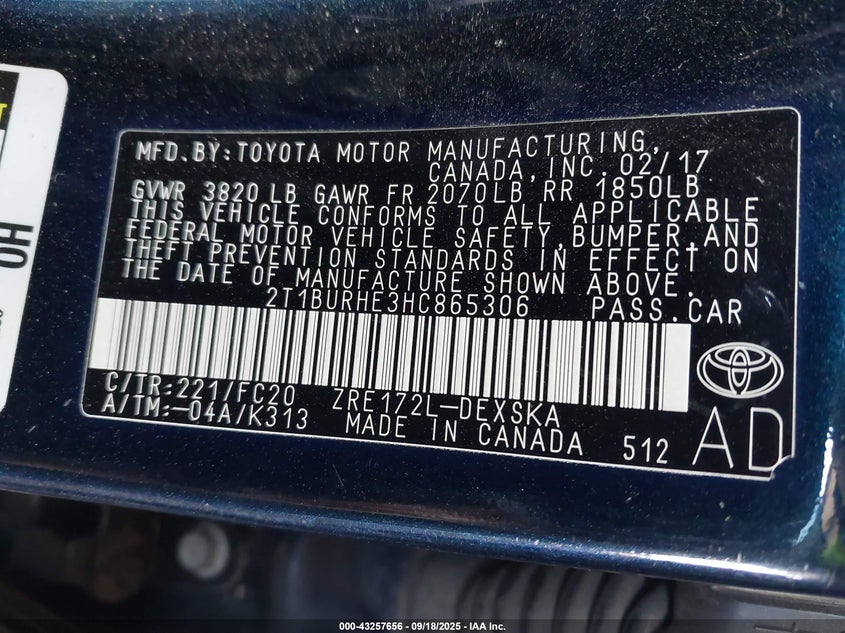 MFD.BY:TOYOTA MOTOR MANUFACTURING,
CANADA,INC. 02/17
GVWR 3820 LB GAWR FR 2070LB RR 1850LB
THIS VEHICLE CONFORMS TO ALL APPLICABLE
FEDERAL MOTOR VEHICLE SAFETY,BUMPER,AND
THEFT PREVENTION STANDARDS IN EFFECT ON
THE DATE OF MANUFACTURE SHOWN ABOVE.
2T1BURHE3HC865306 PASS.CAR
C/TR:221/FC20 ZRE172L-DEXSKA
A/TM:-04A/K313 MADE IN CANADA 512
AD
HO
000-43257656 - 09/18/2025 - IAA Inc.